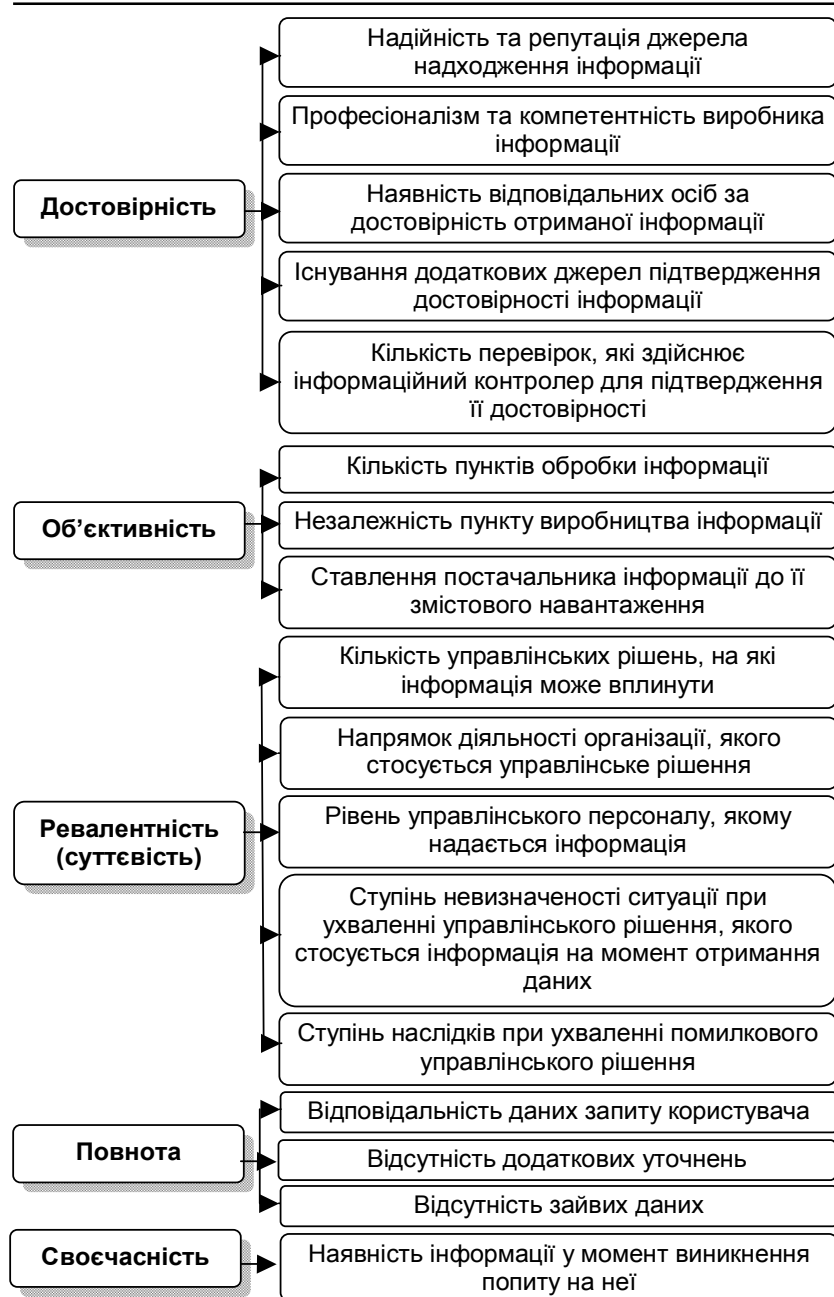 Надійність та репутація джерела
надходження інформації
Професіоналізм та компетентність виробника
інформації
Достовірність
Наявність відповідальних осіб за
достовірність отриманої інформації
Існування додаткових джерел підтвердження
достовірності інформації
Кількість перевірок, які здійснює
інформаційний контролер для підтвердження
її достовірності
Кількість пунктів обробки інформації
Об’єктивність
Незалежність пункту виробництва інформації
Ставлення постачальника інформації до її
змістового навантаження
Кількість управлінських рішень, на які
інформація може вплинути
Напрямок діяльності організації, якого
стосується управлінське рішення
Ревалентність
(суттєвість)
Рівень управлінського персоналу, якому
надається інформація
Ступінь невизначеності ситуації при
ухваленні управлінського рішення, якого
стосується інформація на момент отримання
даних
Ступінь наслідків при ухваленні помилкового
управлінського рішення
Відповідальність даних запиту користувача
Повнота
Відсутність додаткових уточнень
Відсутність зайвих даних
Своєчасність
Наявність інформації у момент виникнення
попиту на неї